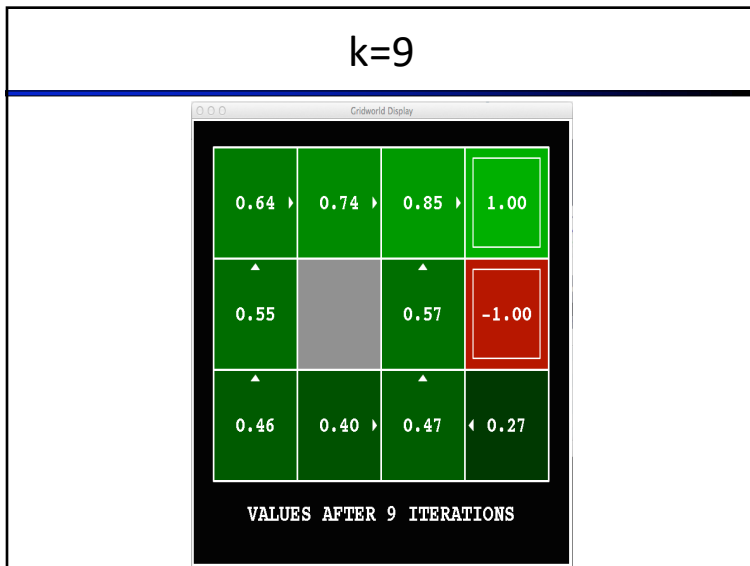 k=9
Gridworld Display
0.64 0.74 0.85 1.00
0.55 0.57 -1.00
0.46 0.40 0.47 0.27
VALUES AFTER 9 ITERATIONS